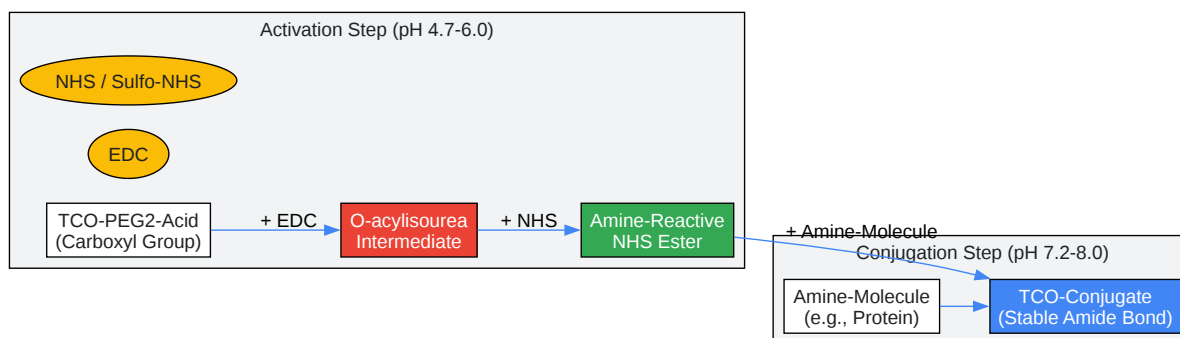 Activation Step (pH 4.7-6.0)
NHS / Sulfo-NHS
EDC
TCO-PEG2-Acid
(Carboxyl Group)
+ EDC
O-acylisourea
Intermediate
+ NHS
Amine-Reactive
NHS Ester
+ Amine-Molecule
Conjugation Step (pH 7.2-8.0)
Amine-Molecule
(e.g., Protein)
TCO-Conjugate
(Stable Amide Bond)